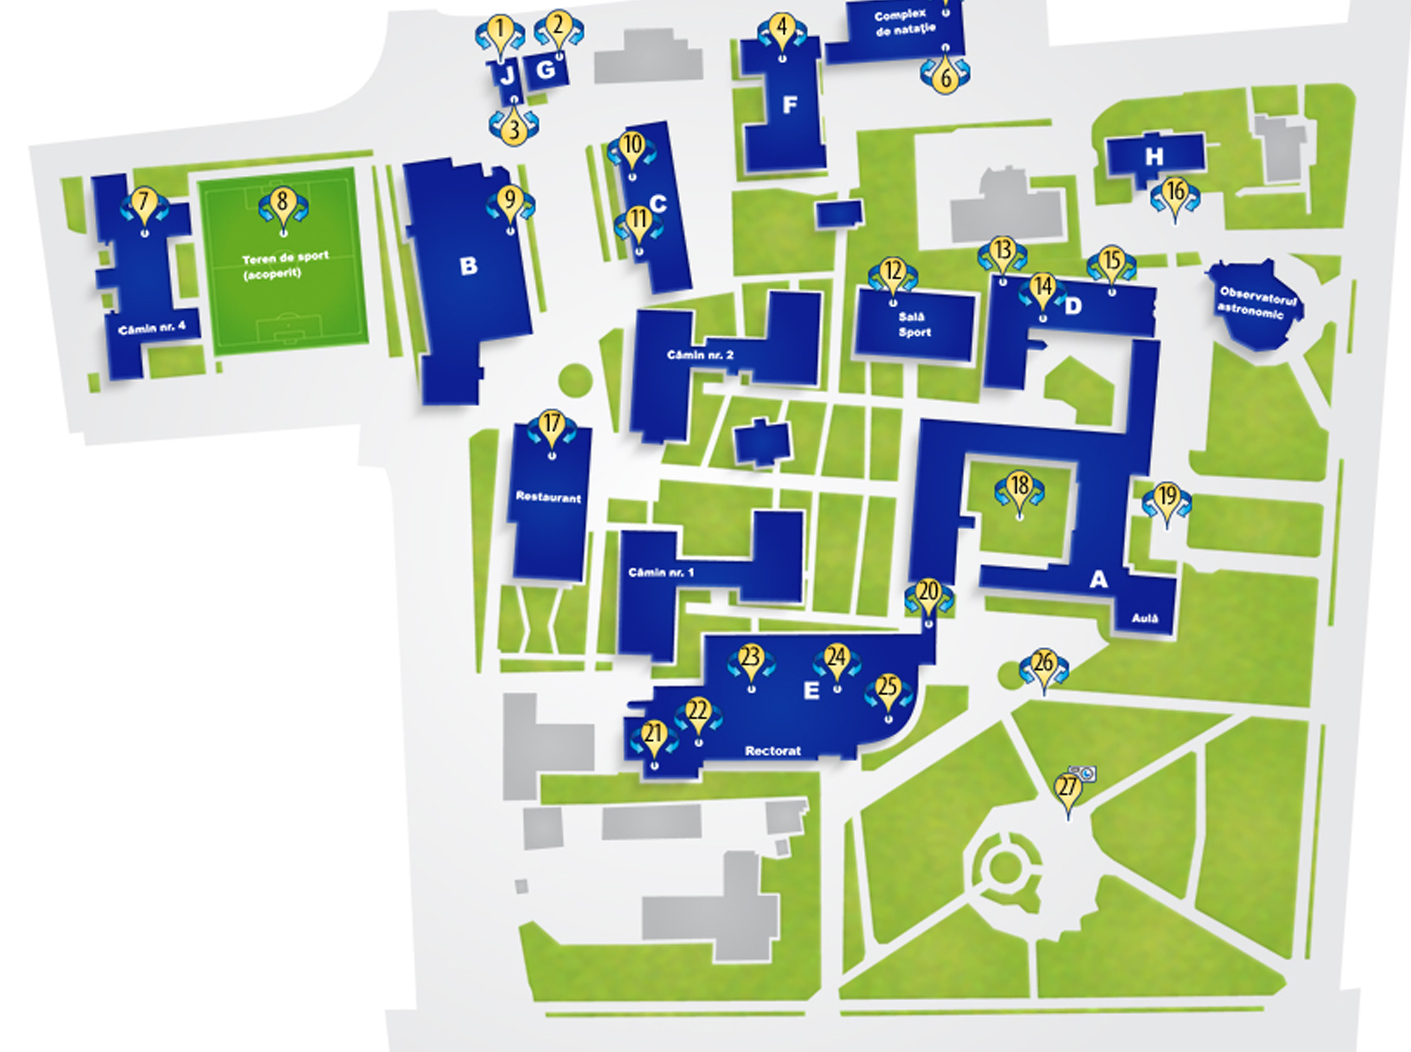 Complex
de natație
1
2
4
J
G
6
F
3
10
H
7
8
9
C
16
11
Teren de sport
(acoperit)
B
13
12
14
15
D
Observatorul
astronomic
Cămin nr. 4
Sală
Sport
Cămin nr. 2
17
18
19
Restaurant
Cămin nr. 1
A
20
Aulă
23
24
26
25
E
22
21
Rectorat
27